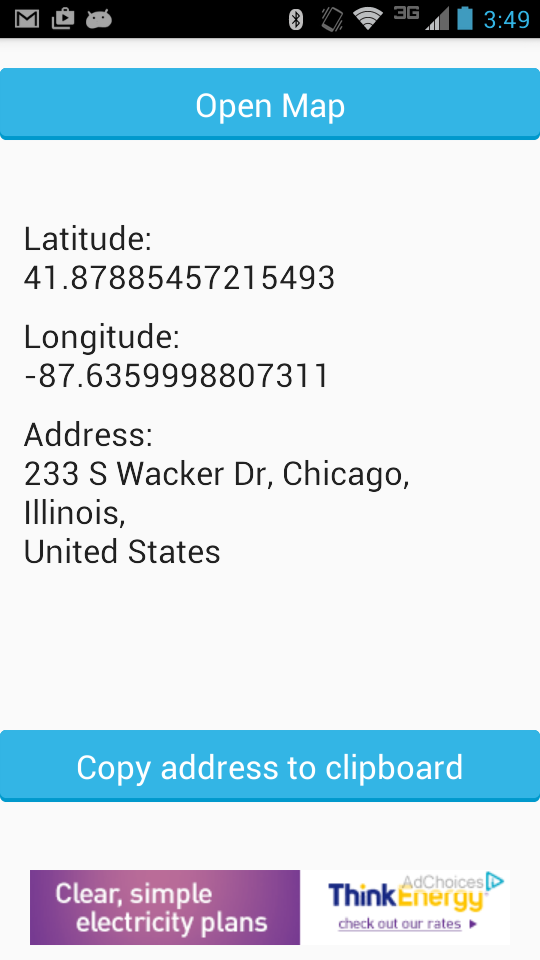 3G 3:49
Open Map
Latitude:
41.87885457215493
Longitude:
-87.6359998807311
Address:
233 S Wacker Dr, Chicago,
Illinois,
United States
Copy address to clipboard
Clear, simple
electricity plans
AdChoices
ThinkEnergy
check out our rates